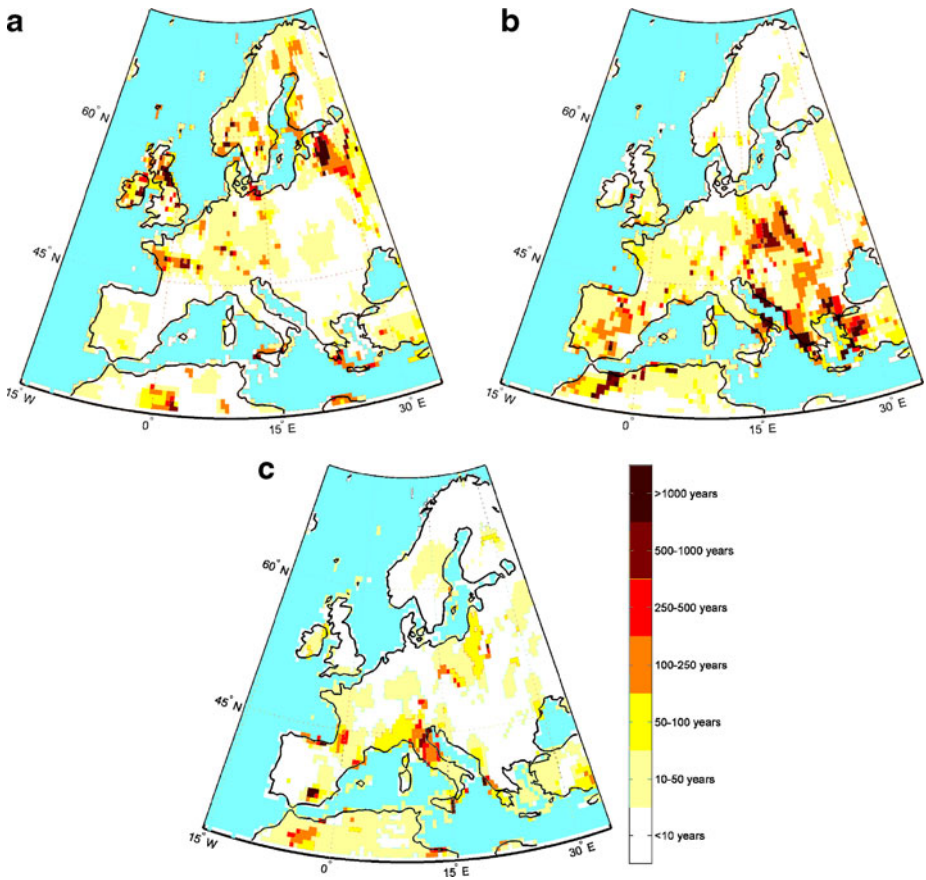 a
60° N
45° N
15° W
0°
15° E
30° E
b
60° N
45° N
15° W
0°
15° E
30° E
c
60° N
45° N
15° W
0°
15° E
30° E
>1000 years
500-1000 years
250-500 years
100-250 years
50-100 years
10-50 years
<10 years